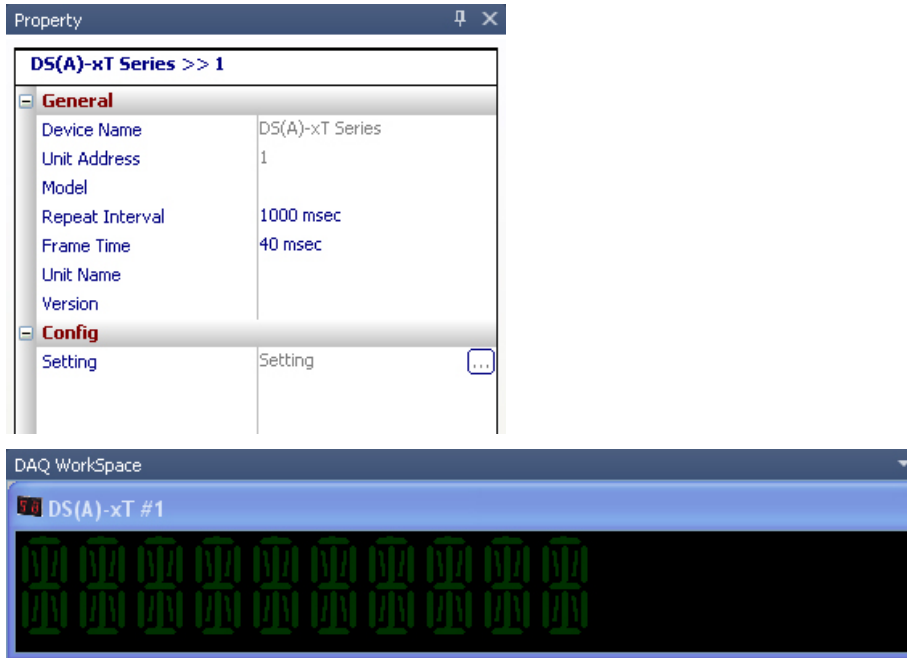 Property
DS(A)-xT Series >> 1
General
Device Name DS(A)-xT Series
Unit Address 1
Model
Repeat Interval 1000 msec
Frame Time 40 msec
Unit Name
Version
Config
Setting Setting ...
DAQ WorkSpace
DS(A)-xT #1